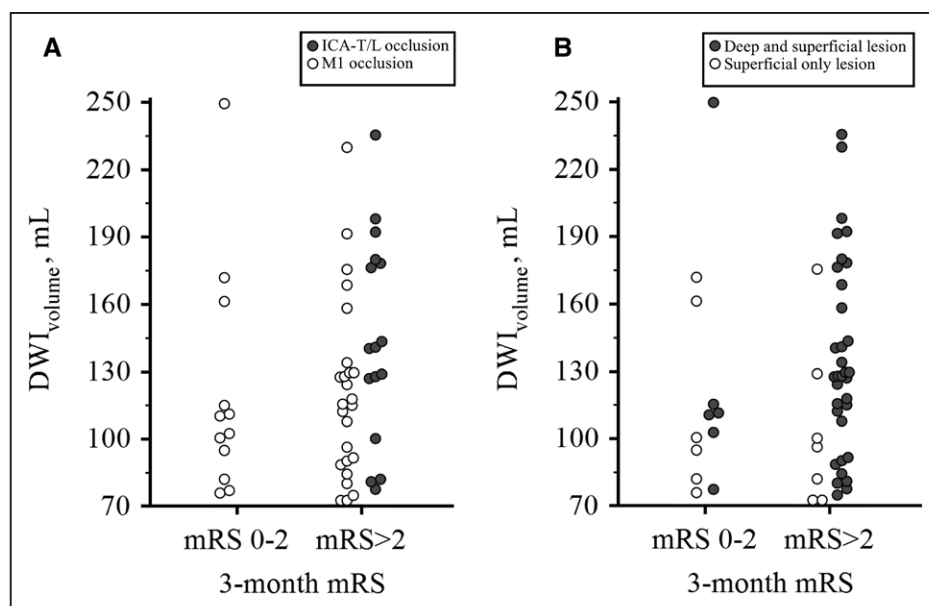 A
ICA-T/L occlusion
M1 occlusion
250
220
190
160
130
100
70
DWIvolume, mL
mRS 0-2 mRS>2
3-month mRS
B
Deep and superficial lesion
Superficial only lesion
250
220
190
160
130
100
70
DWIvolume, mL
mRS 0-2 mRS>2
3-month mRS